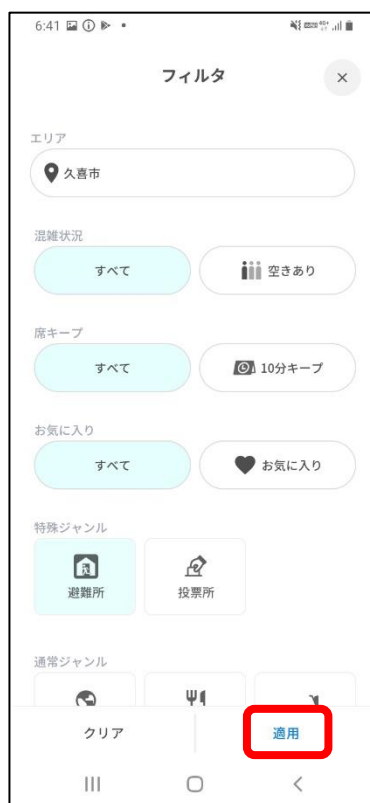 6:41
フィルタ
エリア
久喜市
混雑状況
すべて
空きあり
席キープ
すべて
10分キープ
お気に入り
すべて
お気に入り
特殊ジャンル
避難所
投票所
通常ジャンル
クリア
適用